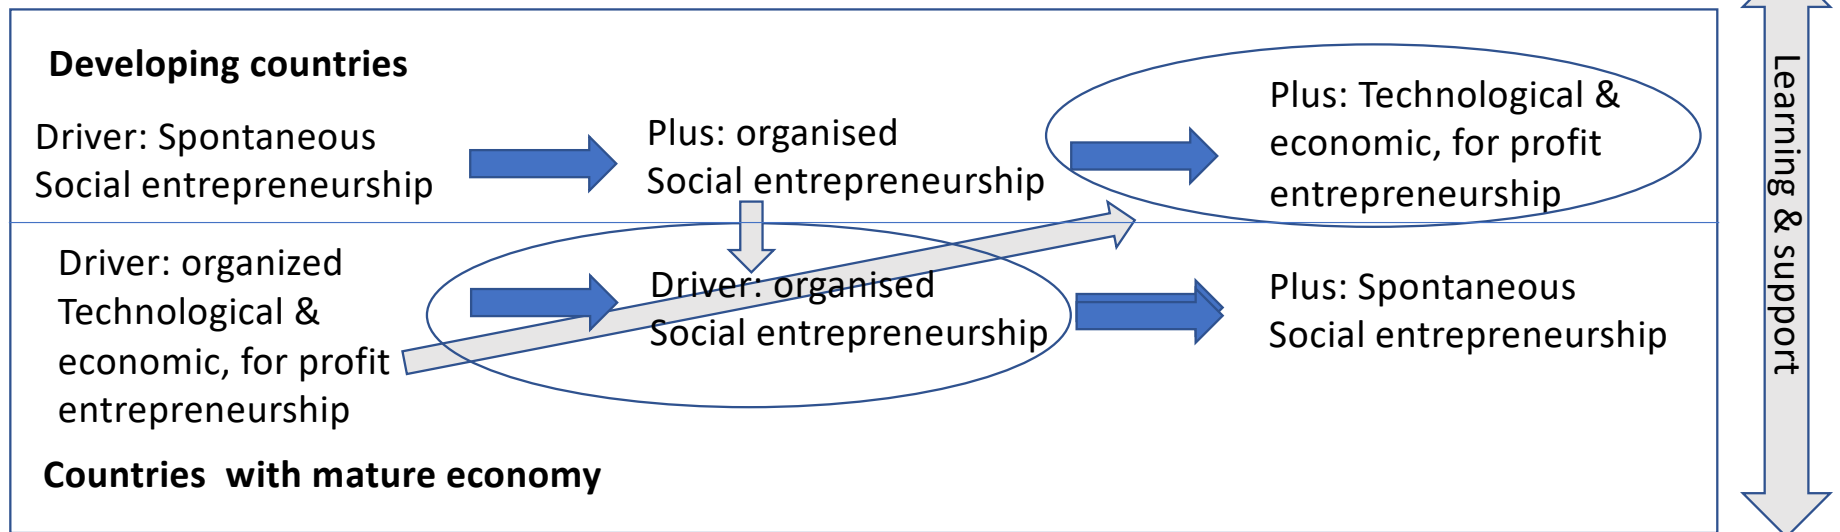 Developing countries
Driver: Spontaneous
Social entrepreneurship
Plus: organised
Social entrepreneurship
Plus: Technological &
economic, for profit
entrepreneurship
Driver: organized
Technological &
economic, for profit
entrepreneurship
Driver: organised
Social entrepreneurship
Plus: Spontaneous
Social entrepreneurship
Countries  with mature economy
Learning & support